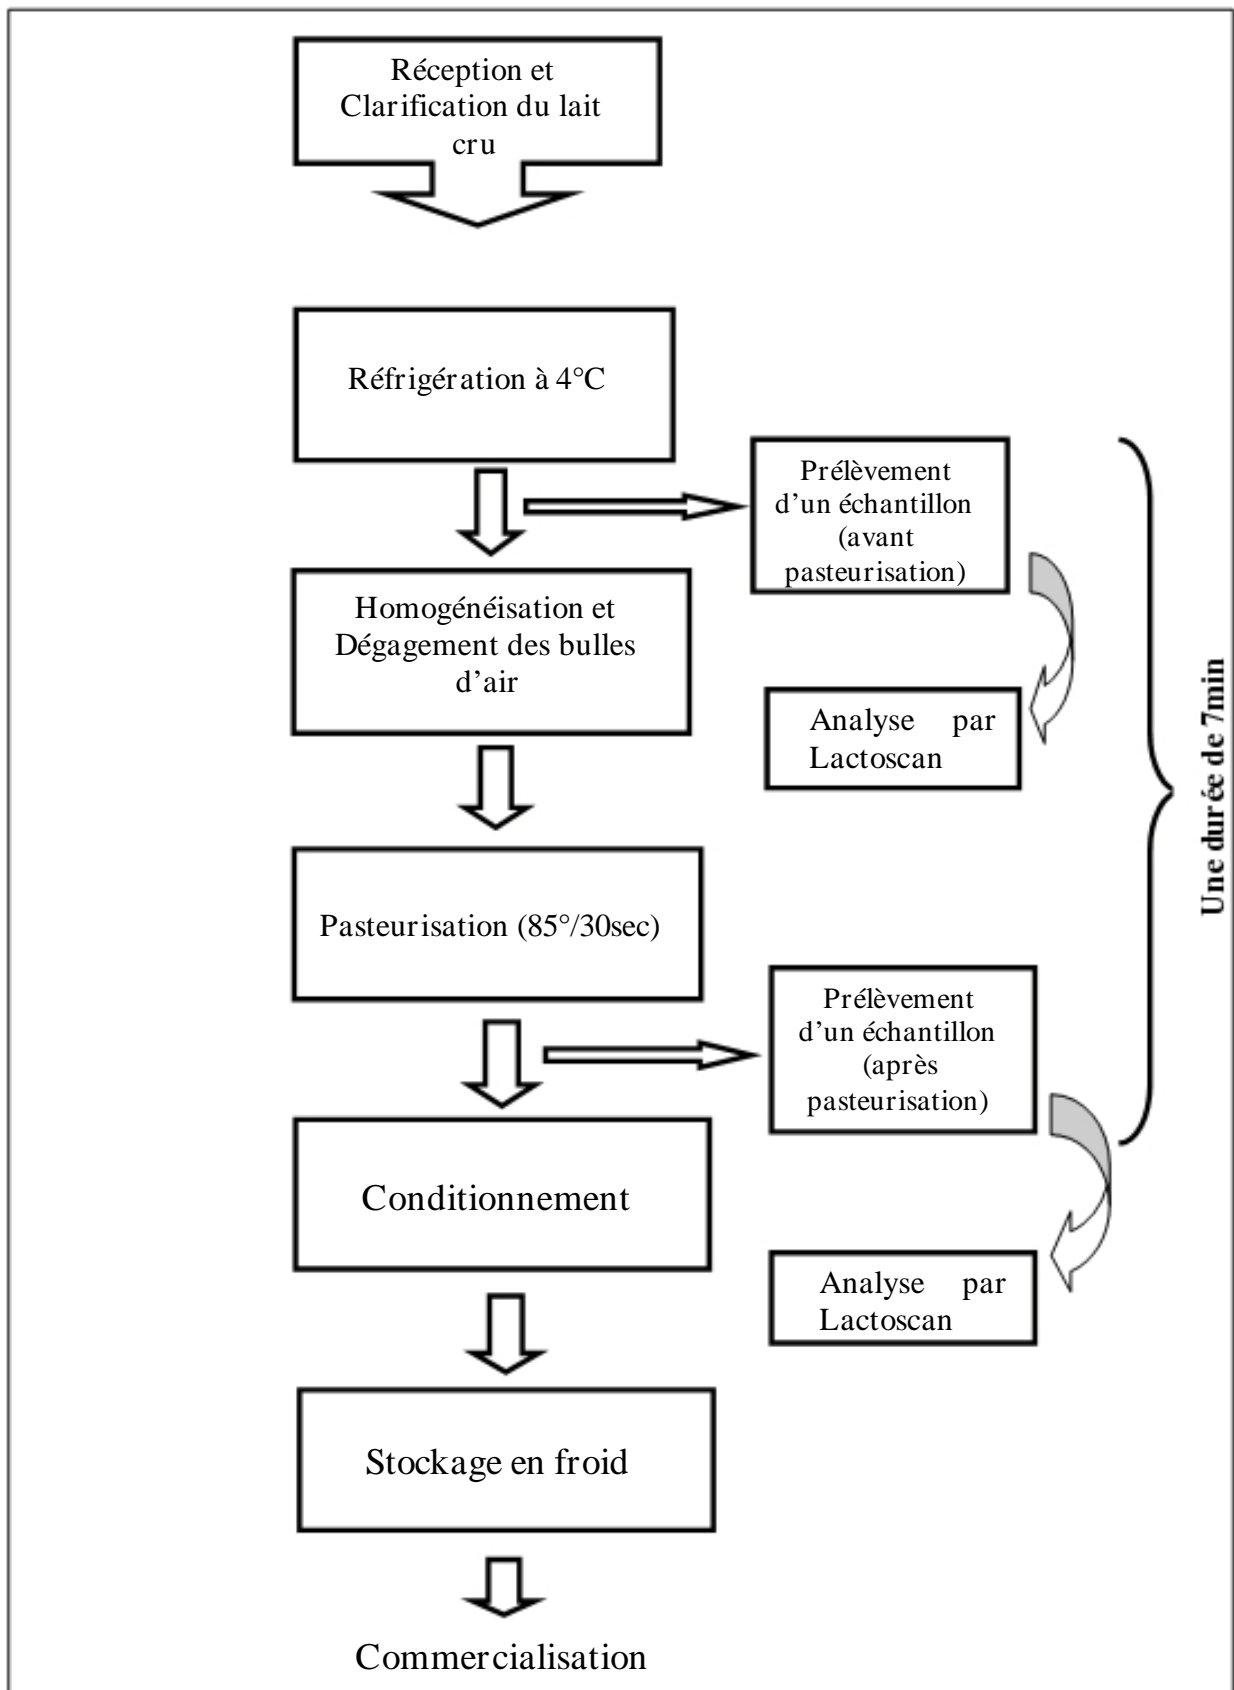 Réception et
Clarification du lait
cru
Réfrigération à 4°C
Prélèvement
d’un échantillon
(avant
pasteurisation)
Homogénéisation et
Dégagement des bulles
d’air
Analyse par
Lactoscan
Une durée de 7min
Pasteurisation (85°/30sec)
Prélèvement
d’un échantillon
(après
pasteurisation)
Conditionnement
Analyse par
Lactoscan
Stockage en froid
Commercialisation